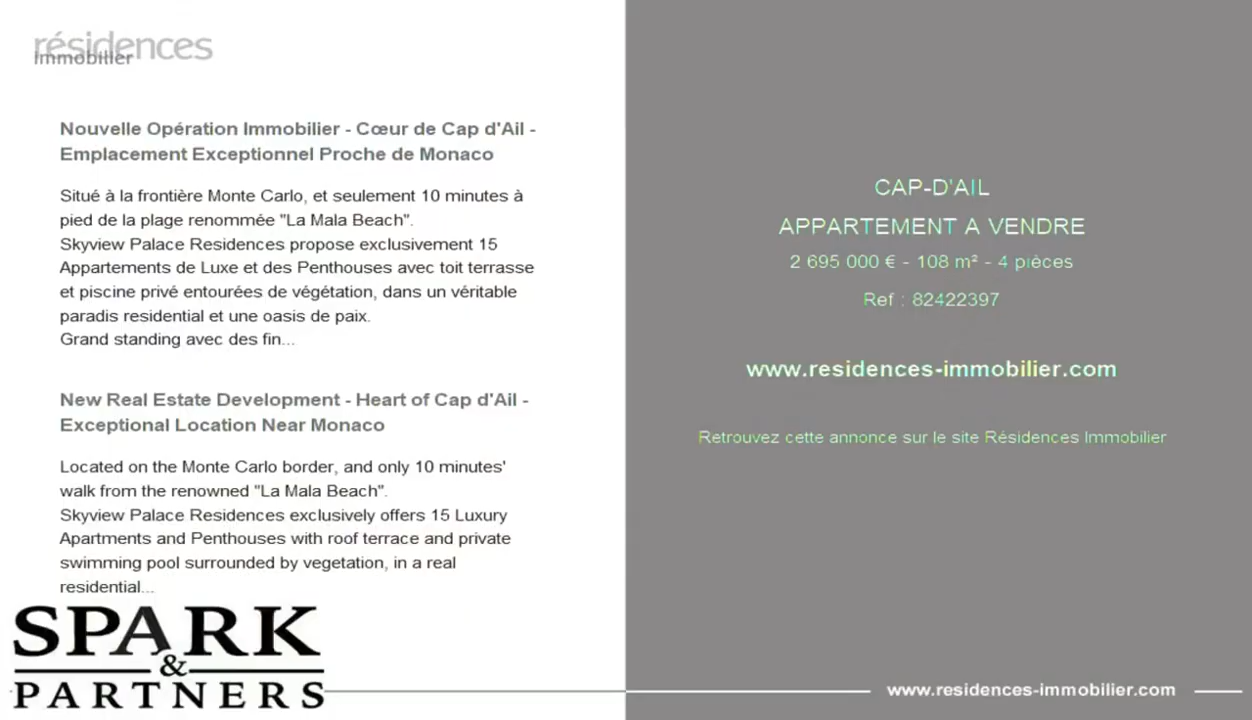 résidences
immobilier
Nouvelle Opération Immobilier - Cœur de Cap d'Ail -
Emplacement Exceptionnel Proche de Monaco
Situé à la frontière Monte Carlo, et seulement 10 minutes à
pied de la plage renommée "La Mala Beach".
Skyview Palace Residences propose exclusivement 15
Appartements de Luxe et des Penthouses avec toit terrasse
et piscine privé entourées de végétation, dans un véritable
paradis residential et une oasis de paix.
Grand standing avec des fin...
New Real Estate Development - Heart of Cap d'Ail -
Exceptional Location Near Monaco
Located on the Monte Carlo border, and only 10 minutes'
walk from the renowned "La Mala Beach".
Skyview Palace Residences exclusively offers 15 Luxury
Apartments and Penthouses with roof terrace and private
swimming pool surrounded by vegetation, in a real
residential...
SPARK
&
PARTNERS
CAP-D'AIL
APPARTEMENT A VENDRE
2 695 000 € - 108 m² - 4 pièces
Ref : 82422397
www.residences-immobilier.com
Retrouvez cette annonce sur le site Résidences Immobilier
www.residences-immobilier.com